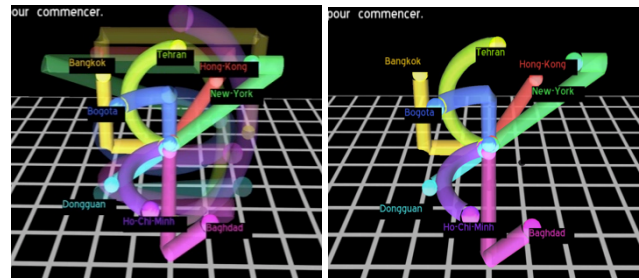 pour commencer.
Bangkok
Tehran
Hong-Kong
New-York
Bogota
Dongguan
Ho-Chi-Minh
Baghdad
pour commencer.
Tehran
Bangkok
Hong-Kong
New-York
Bogota
Dongguan
Ho-Chi-Minh
Baghdad